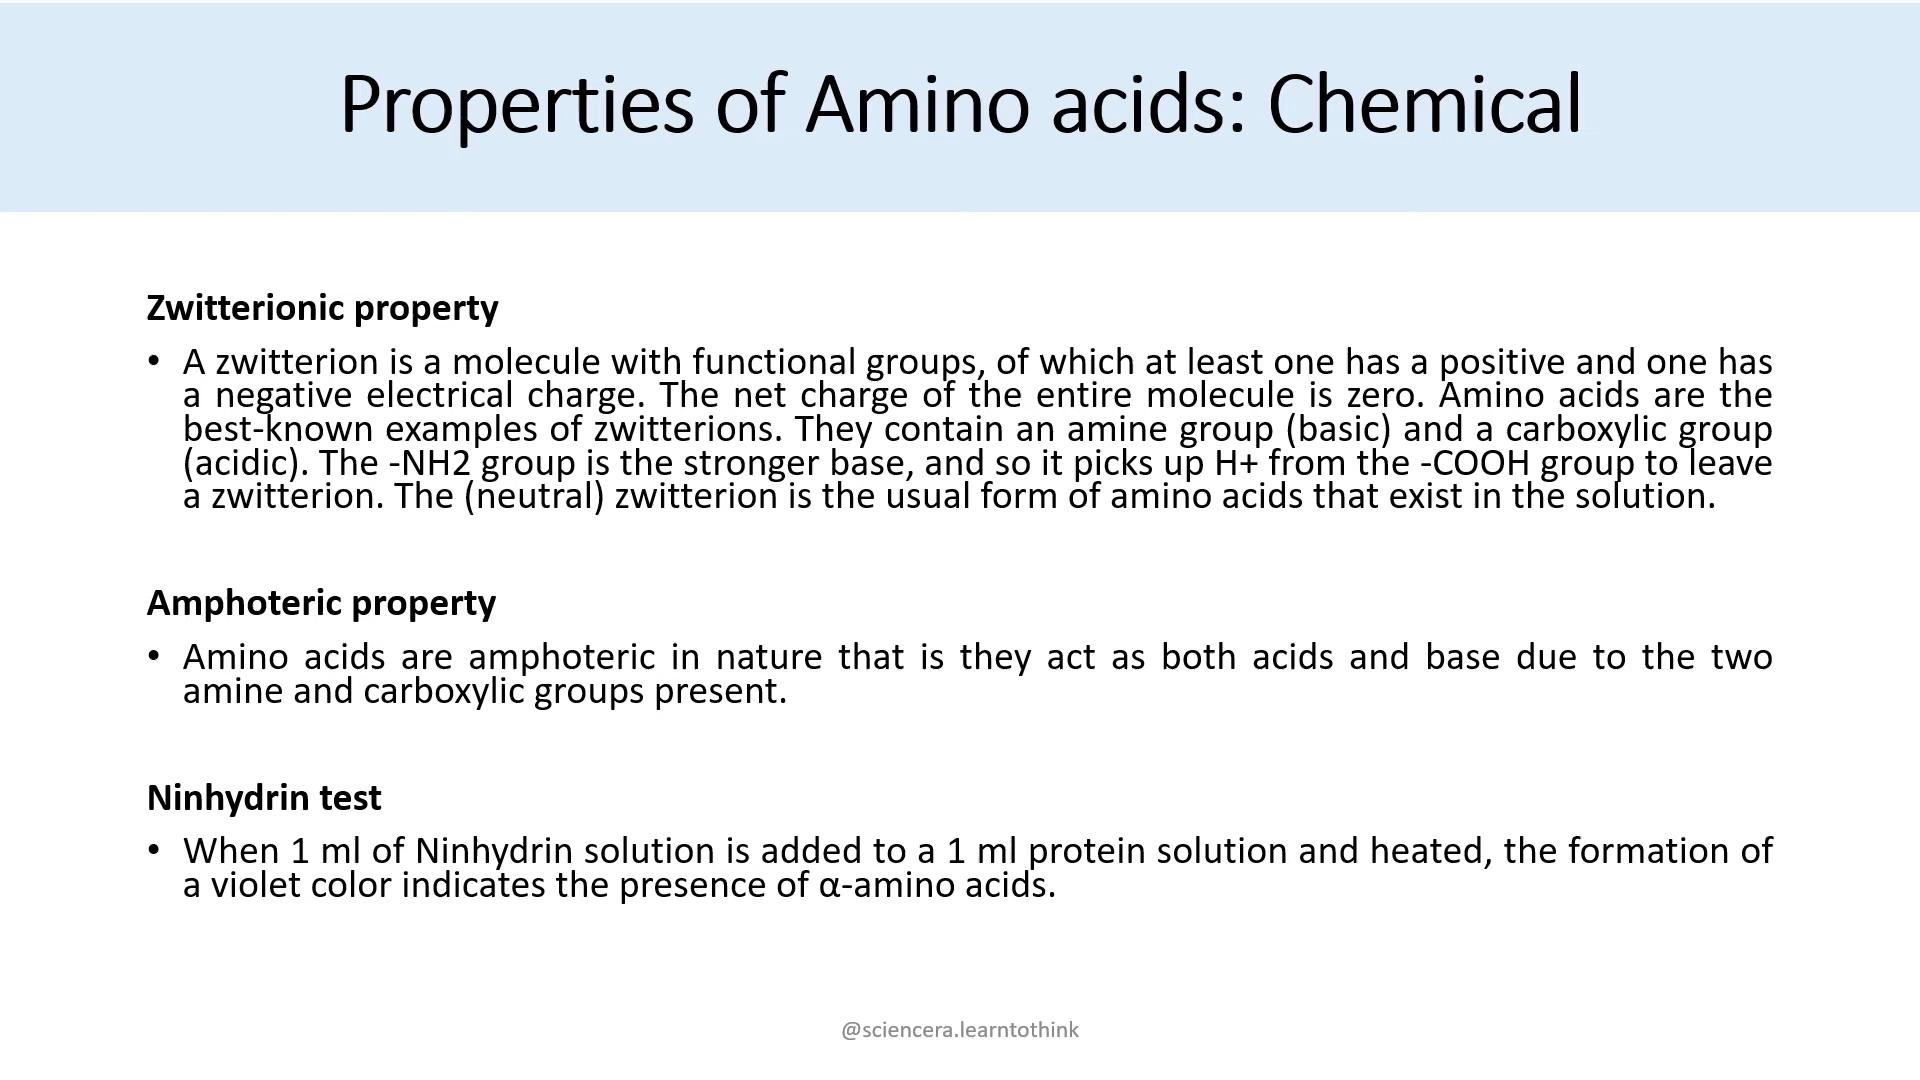 Properties of Amino acids: Chemical
Zwitterionic property
• A zwitterion is a molecule with functional groups, of which at least one has a positive and one has
a negative electrical charge. The net charge of the entire molecule is zero. Amino acids are the
best-known examples of zwitterions. They contain an amine group (basic) and a carboxylic group
(acidic). The -NH2 group is the stronger base, and so it picks up H+ from the -COOH group to leave
a zwitterion. The (neutral) zwitterion is the usual form of amino acids that exist in the solution.
Amphoteric property
• Amino acids are amphoteric in nature that is they act as both acids and base due to the two
amine and carboxylic groups present.
Ninhydrin test
• When 1 ml of Ninhydrin solution is added to a 1 ml protein solution and heated, the formation of
a violet color indicates the presence of α-amino acids.
@sciencera.learntothink